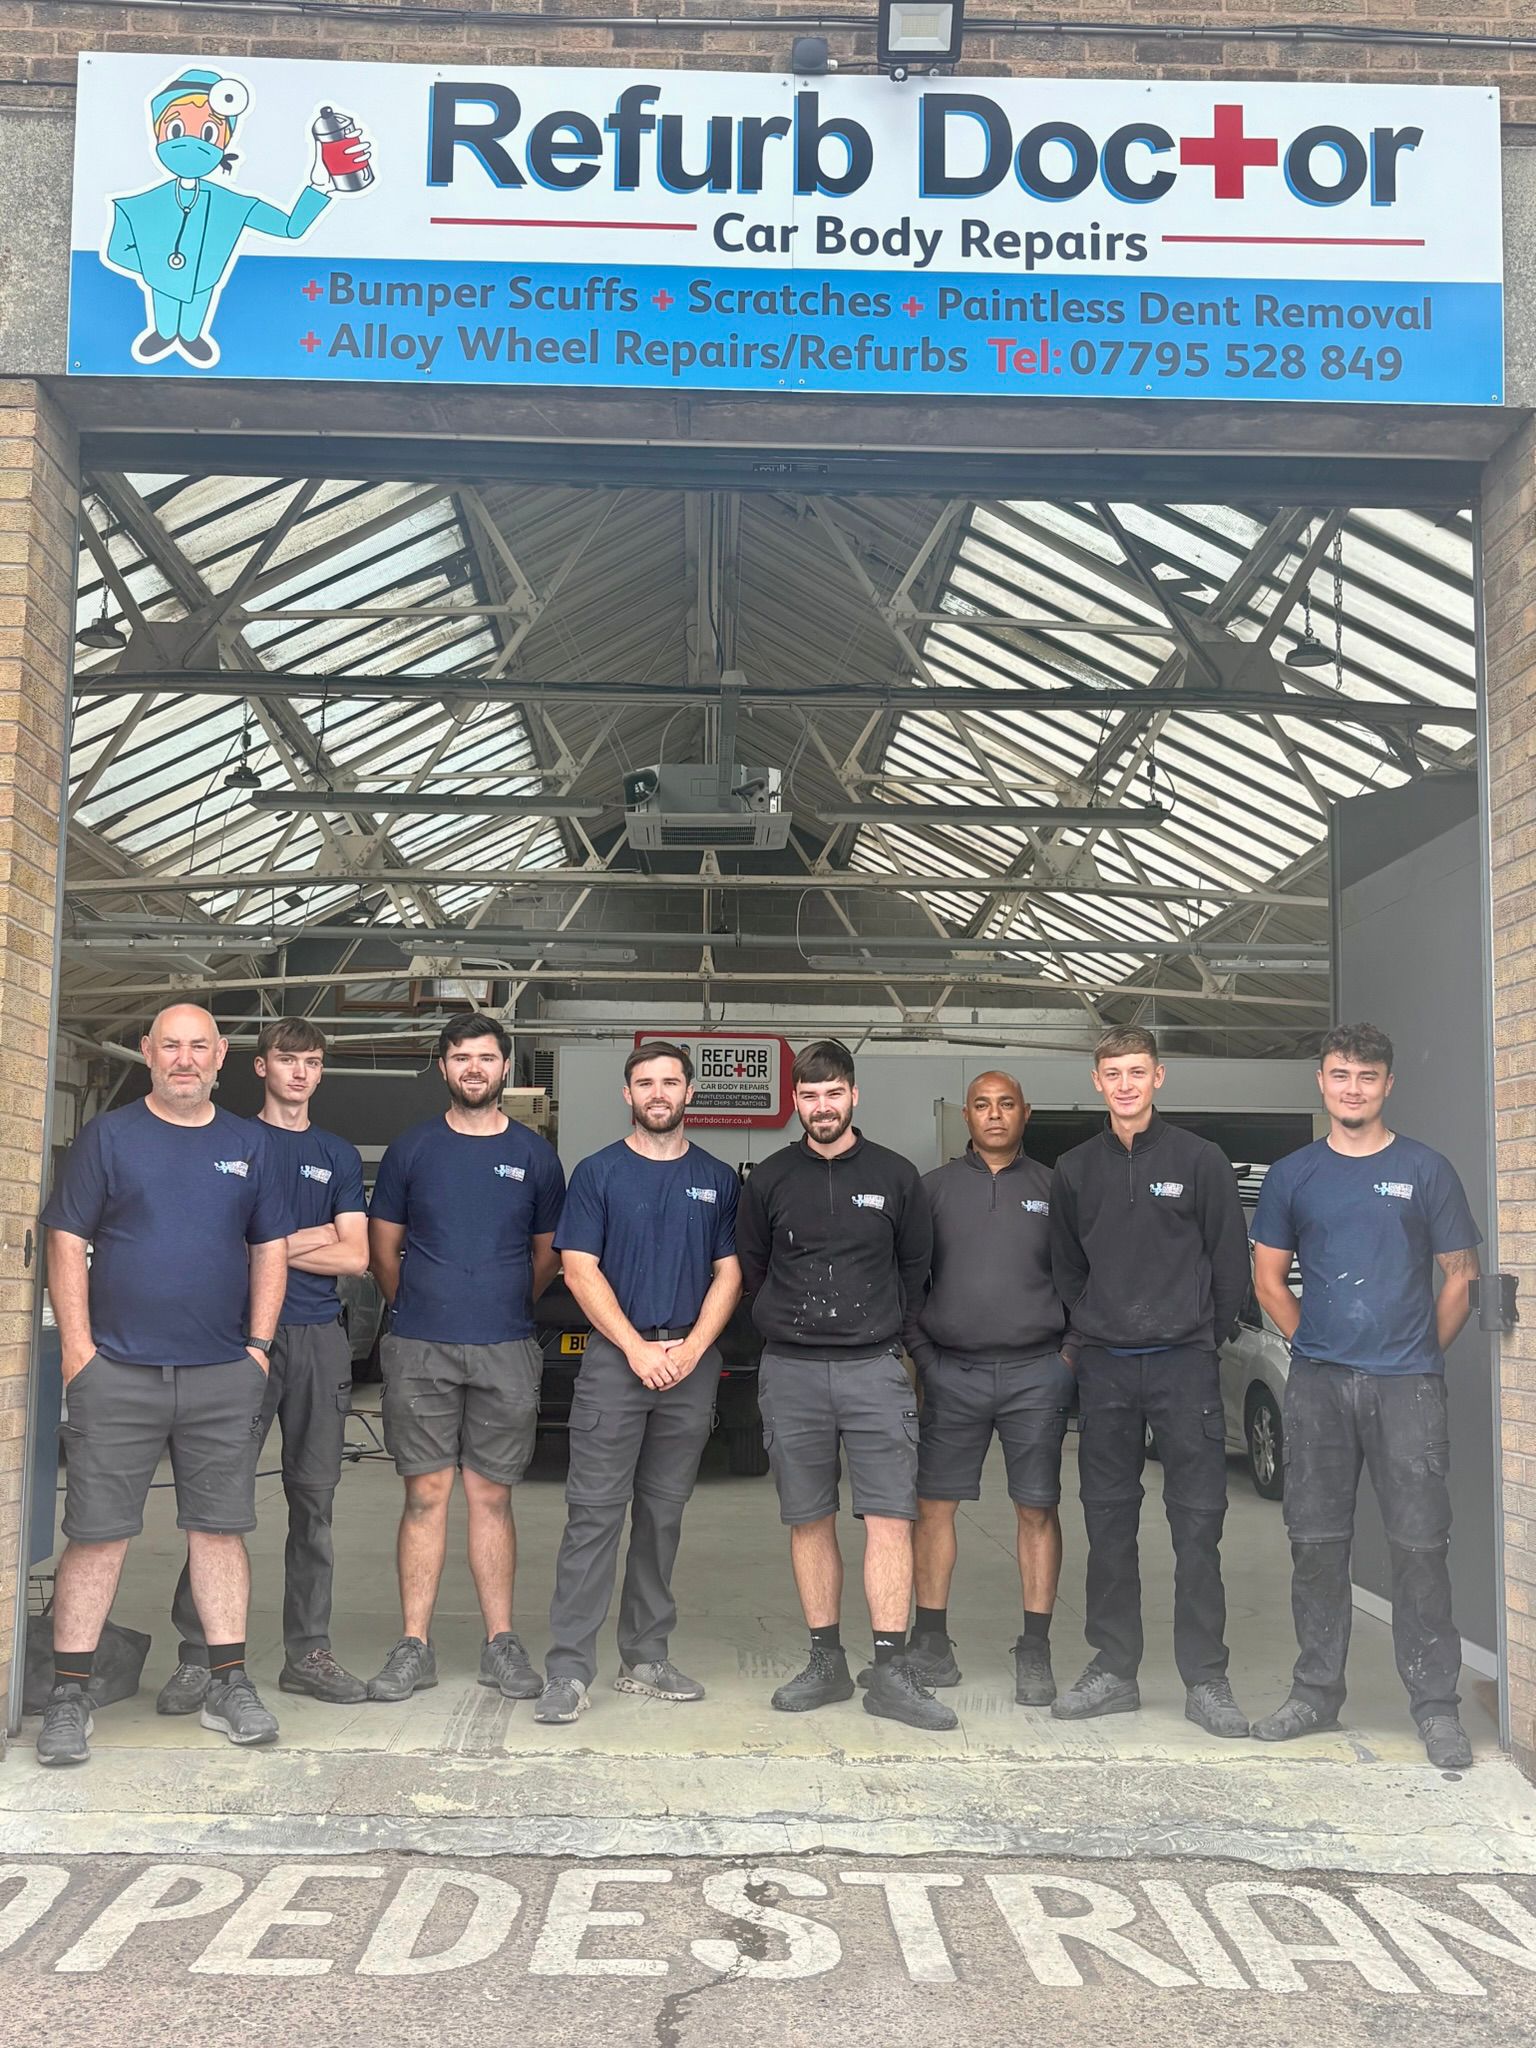 Refurb Doctor
Car Body Repairs
+Bumper Scuffs + Scratches + Paintless Dent Removal
+Alloy Wheel Repairs/Refurbs Tel: 07795 528 849
REFURB
DOCTOR
CAR BODY REPAIRS
PAINTLESS DENT REMOVAL
PAINT CHIPS · SCRATCHES
refurbdoctor.co.uk
PEDESTRIAN